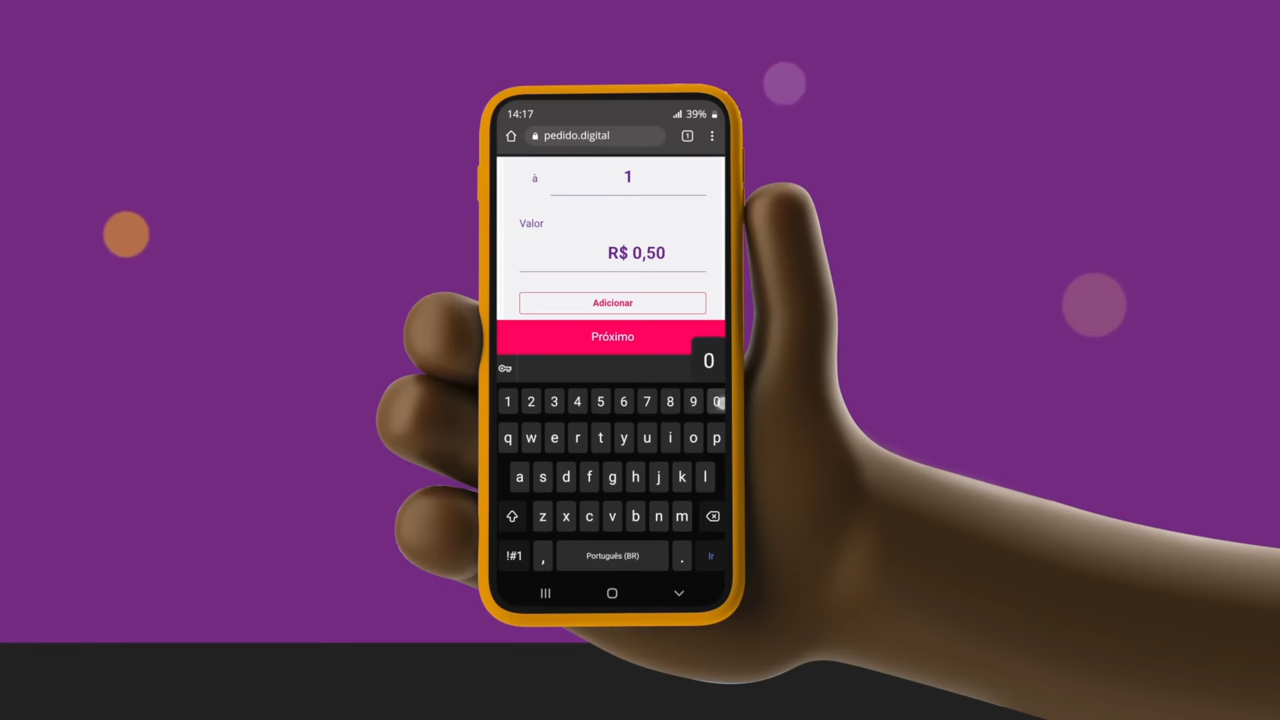 14:17 39%
pedido.digital 1
à 1
Valor
R$ 0,50
Adicionar
Próximo
0
1 2 3 4 5 6 7 8 9 0
q w e r t y u i o p
a s d f g h j k l
z x c v b n m
!#1 , Português (BR) . Ir